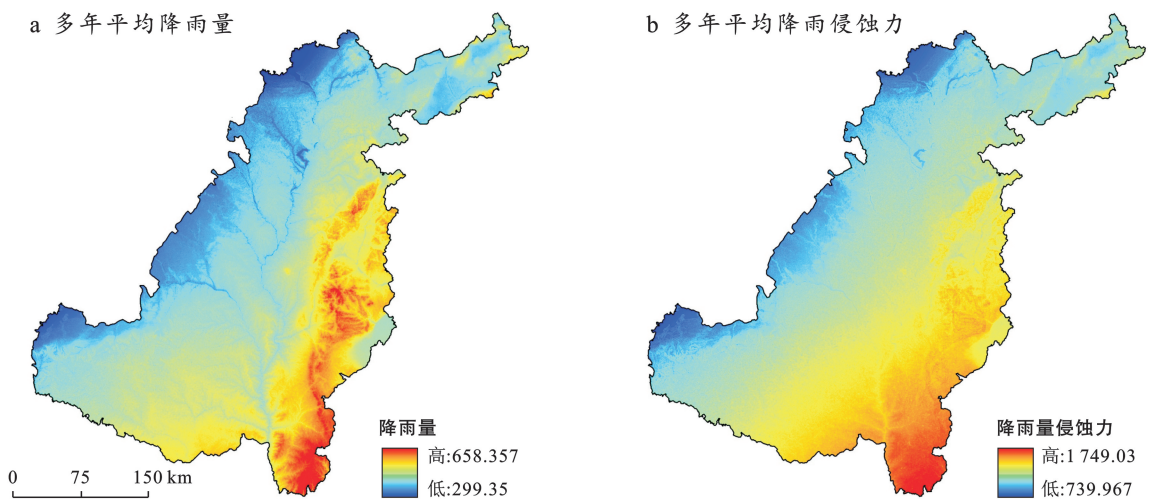 a 多年平均降雨量
b 多年平均降雨侵蚀力
降雨量
高:658.357
低:299.35
0 75 150 km
降雨量侵蚀力
高:1 749.03
低:739.967